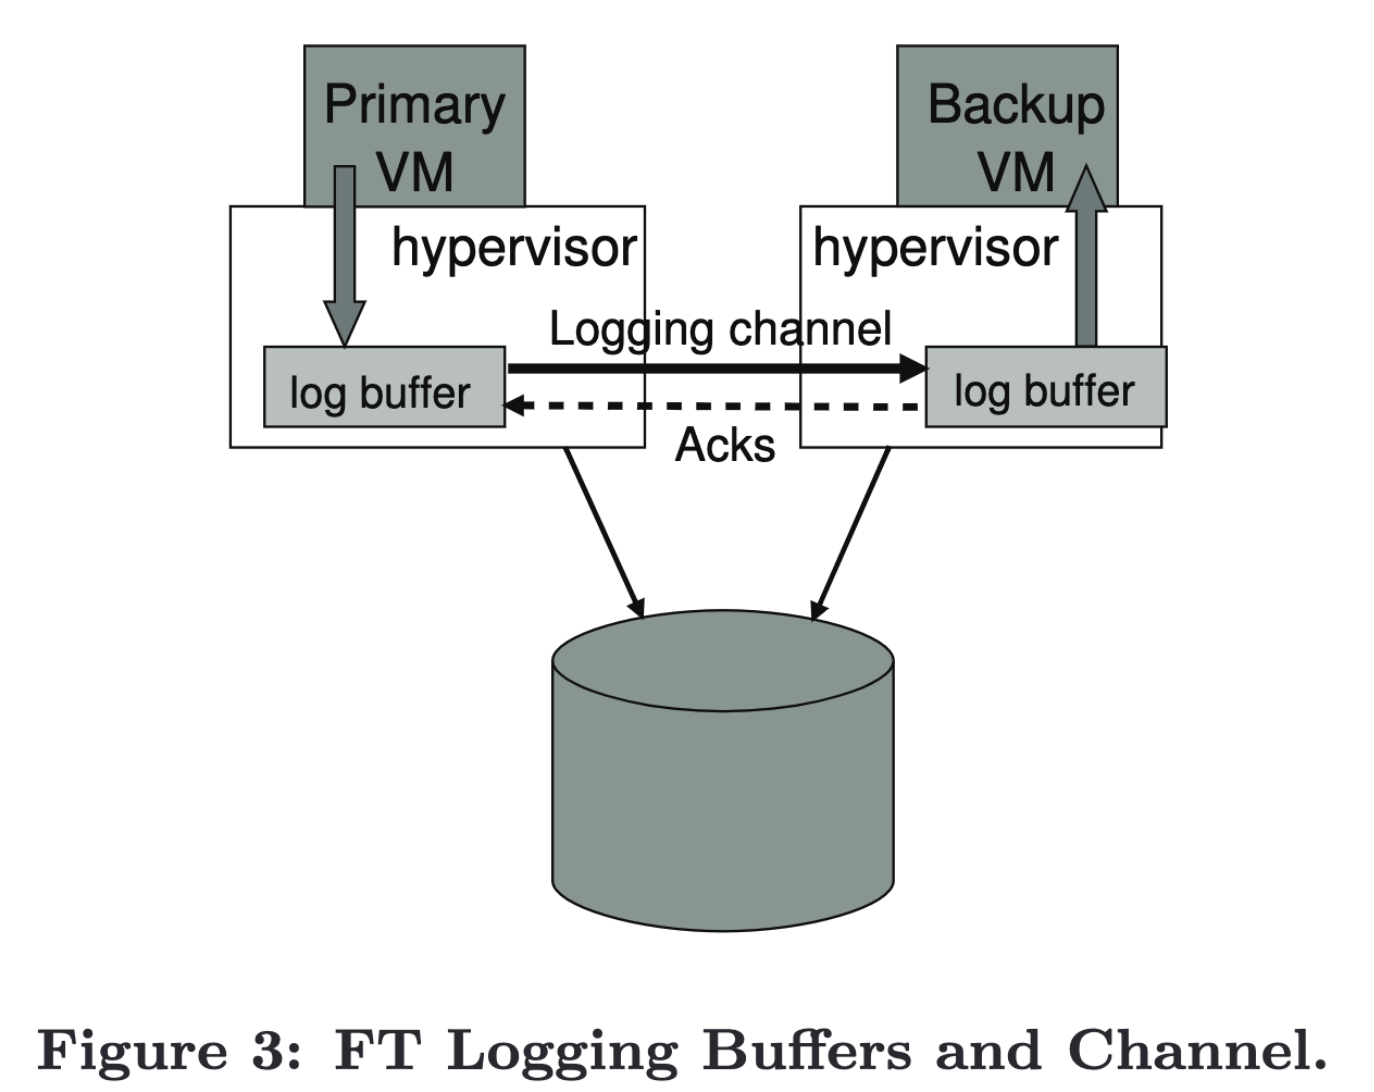 Primary
VM
Backup
VM
hypervisor
hypervisor
Logging channel
log buffer
log buffer
Acks
Figure 3: FT Logging Buffers and Channel.